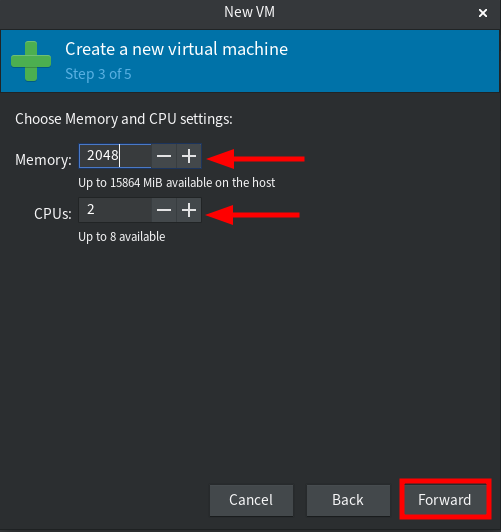 New VM
Create a new virtual machine
Step 3 of 5
Choose Memory and CPU settings:
Memory: 2048
Up to 15864 MiB available on the host
CPUs: 2
Up to 8 available
Cancel Back Forward